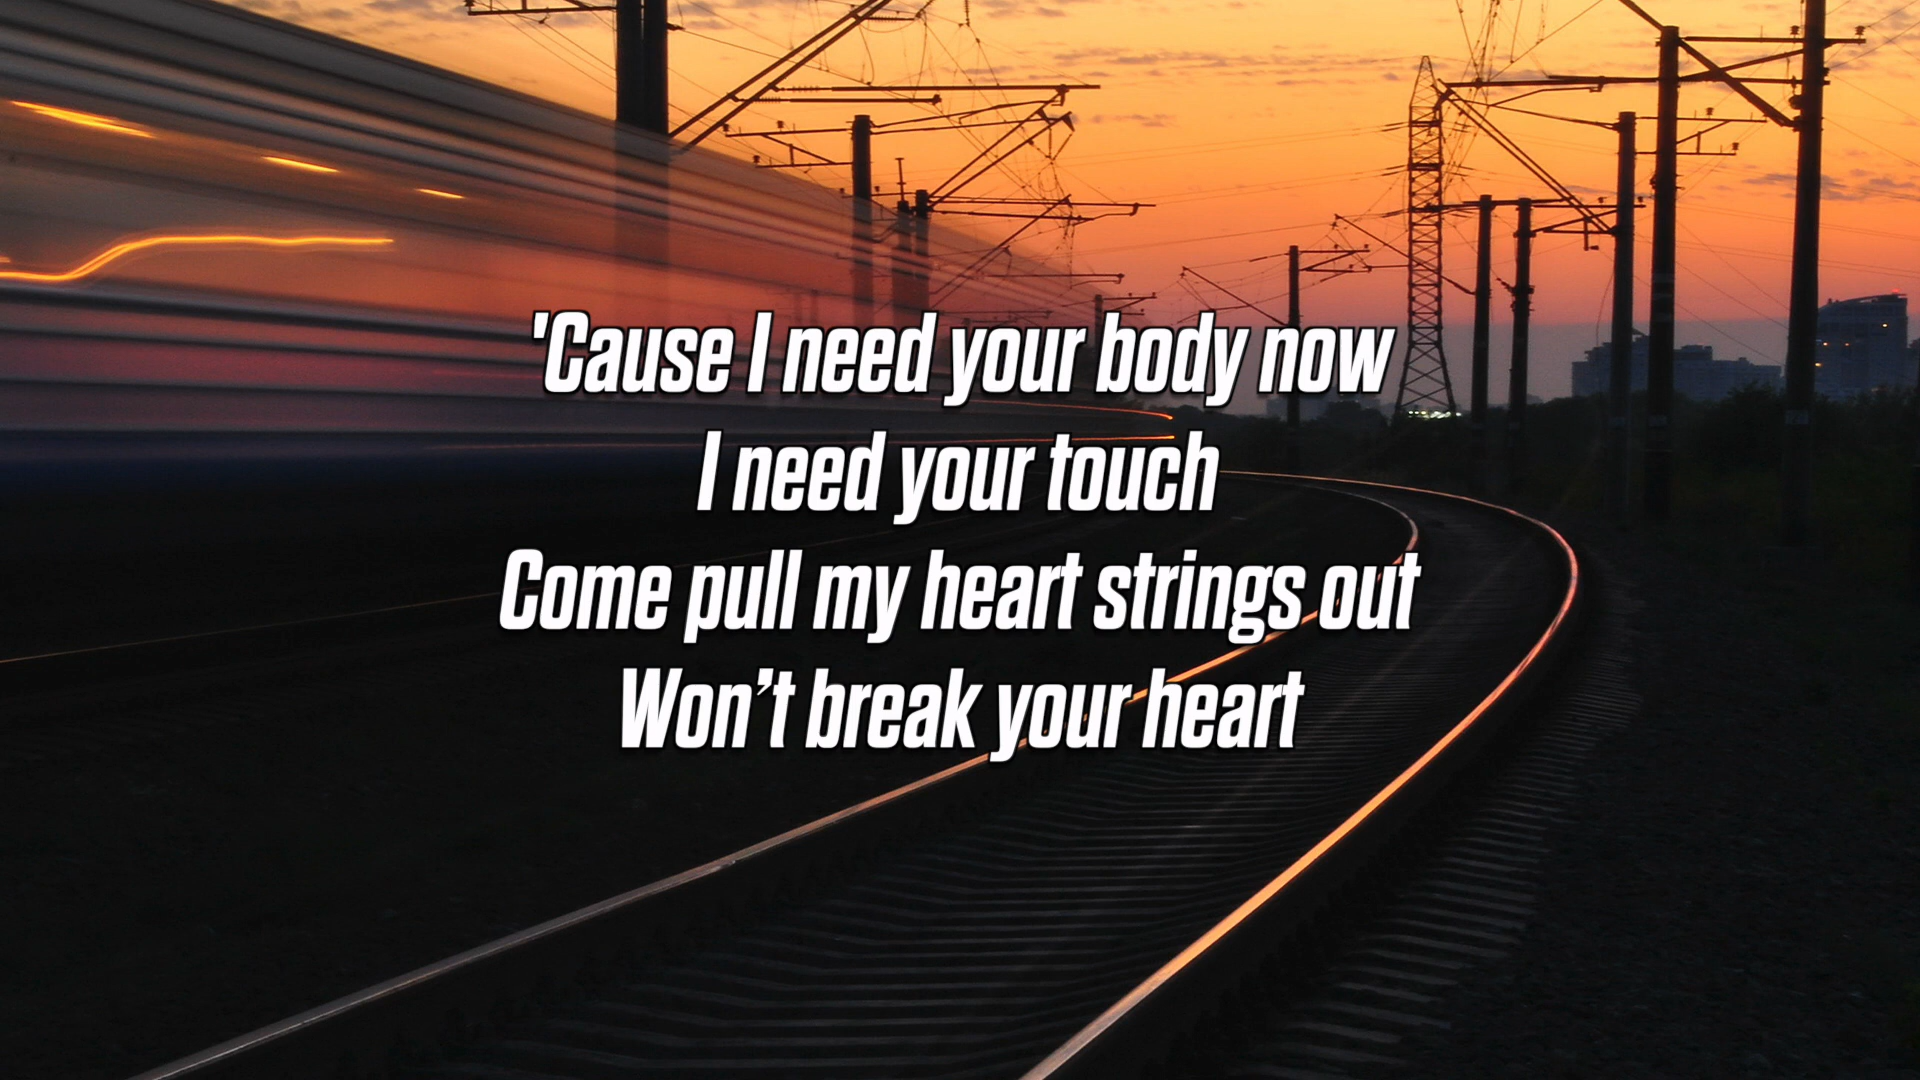 'Cause I need your body now
I need your touch
Come pull my heart strings out
Won’t break your heart